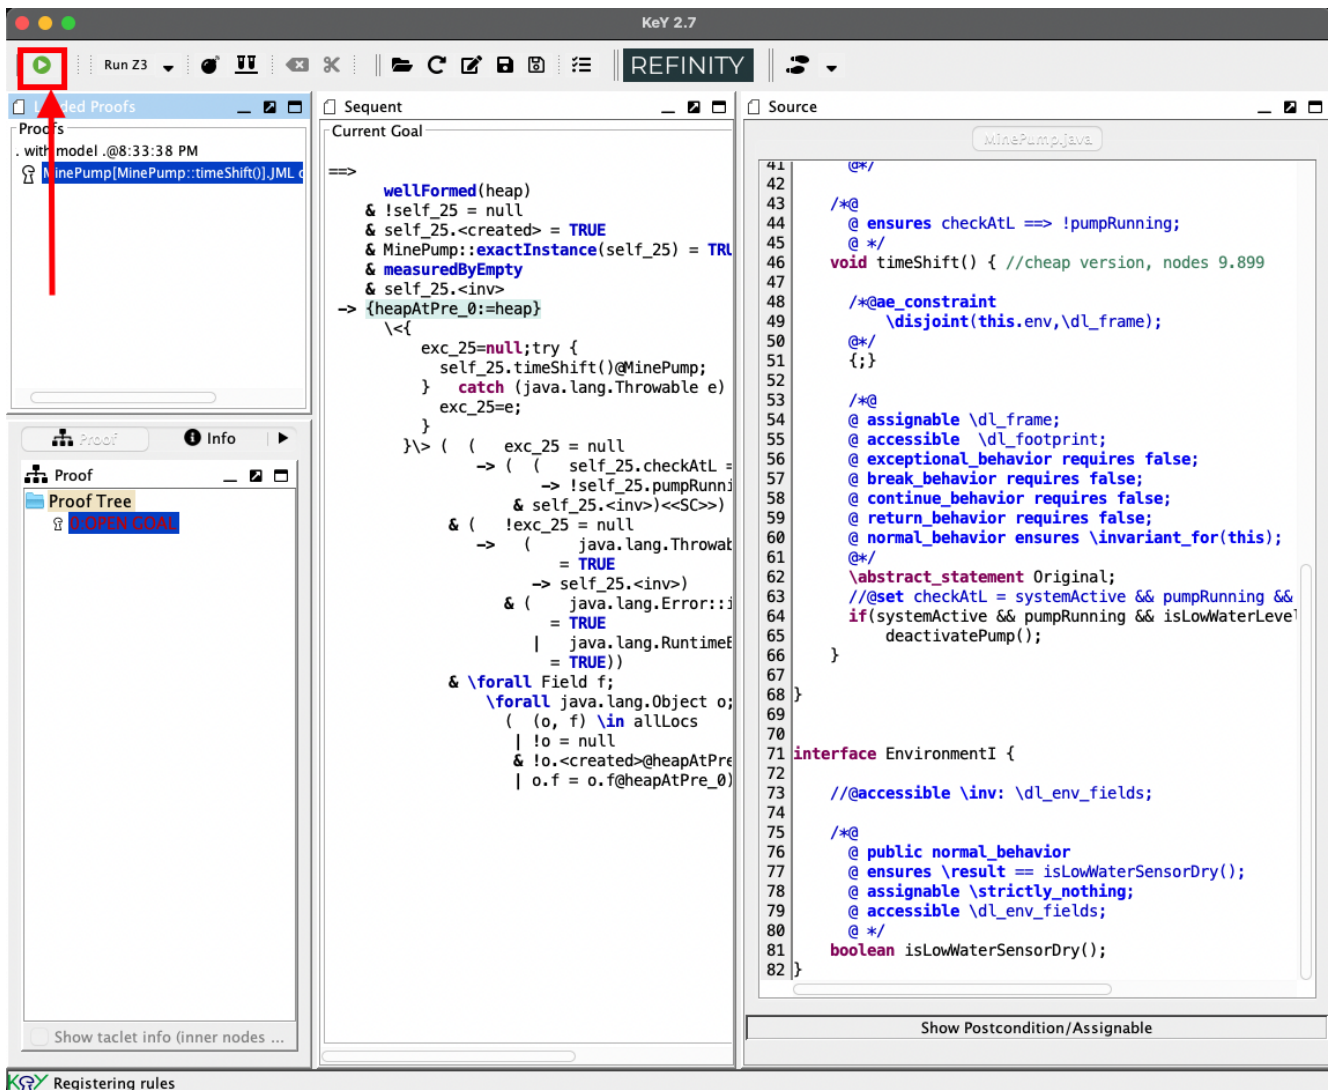 KeY 2.7
Run Z3
REFINITY
Loaded Proofs
Proofs
. with model .@8:33:38 PM
MinePump[MinePump::timeShift()].JML
Proof
Info
Proof
Proof Tree
0:OPEN GOAL
Show taclet info (inner nodes ...
Sequent
Current Goal
==>
wellFormed(heap)
& !self_25 = null
& self_25.<created> = TRUE
& MinePump::exactInstance(self_25) = TRU
& measuredByEmpty
& self_25.<inv>
-> {heapAtPre_0:=heap}
\<{
exc_25=null;try {
self_25.timeShift()@MinePump;
} catch (java.lang.Throwable e)
exc_25=e;
}
}\> ( ( exc_25 = null
-> ( ( self_25.checkAtL =
-> !self_25.pumpRunni
& self_25.<inv>)<<SC>>)
& ( !exc_25 = null
-> ( java.lang.Throwab
= TRUE
-> self_25.<inv>)
& ( java.lang.Error::i
= TRUE
| java.lang.RuntimeE
= TRUE))
& \forall Field f;
\forall java.lang.Object o;
( (o, f) \in allLocs
| !o = null
& !o.<created>@heapAtPre
| o.f = o.f@heapAtPre_0)
Source
MinePump.java
41 @*/
42
43 /*@
44 @ ensures checkAtL ==> !pumpRunning;
45 @ */
46 void timeShift() { //cheap version, nodes 9.899
47
48 /*@ae_constraint
49 \disjoint(this.env,\dl_frame);
50 @*/
51 {;}
52
53 /*@
54 @ assignable \dl_frame;
55 @ accessible \dl_footprint;
56 @ exceptional_behavior requires false;
57 @ break_behavior requires false;
58 @ continue_behavior requires false;
59 @ return_behavior requires false;
60 @ normal_behavior ensures \invariant_for(this);
61 @*/
62 \abstract_statement Original;
63 //@set checkAtL = systemActive && pumpRunning &&
64 if(systemActive && pumpRunning && isLowWaterLevel
65 deactivatePump();
66 }
67
68 }
69
70
71 interface EnvironmentI {
72
73 //@accessible \inv: \dl_env_fields;
74
75 /*@
76 @ public normal_behavior
77 @ ensures \result == isLowWaterSensorDry();
78 @ assignable \strictly_nothing;
79 @ accessible \dl_env_fields;
80 @ */
81 boolean isLowWaterSensorDry();
82 }
Show Postcondition/Assignable
KeY Registering rules